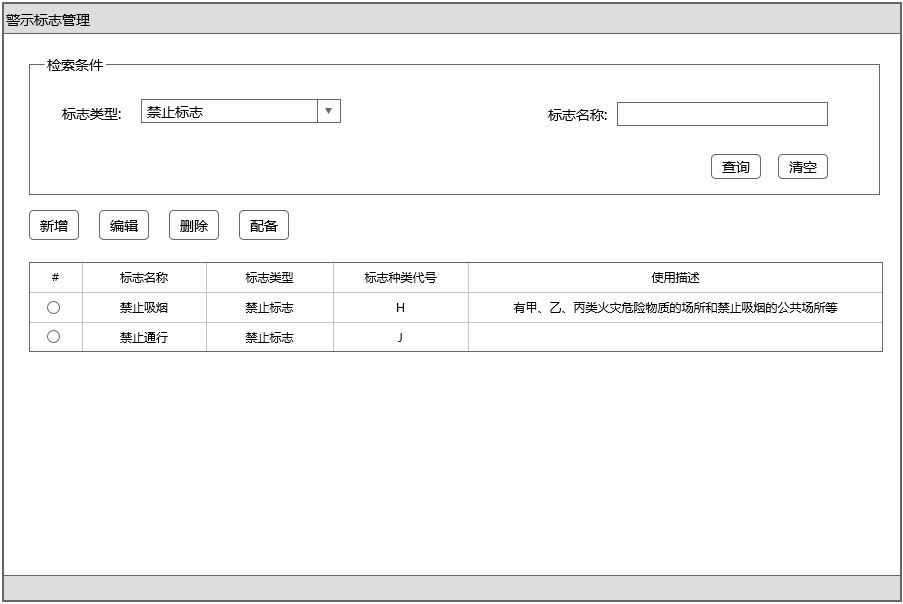 警示标志管理
检索条件
标志类型: 禁止标志 标志名称:
查询 清空
新增 编辑 删除 配备
# 标志名称 标志类型 标志种类代号 使用描述
禁止吸烟 禁止标志 H 有甲、乙、丙类火灾危险物质的场所和禁止吸烟的公共场所等
禁止通行 禁止标志 J